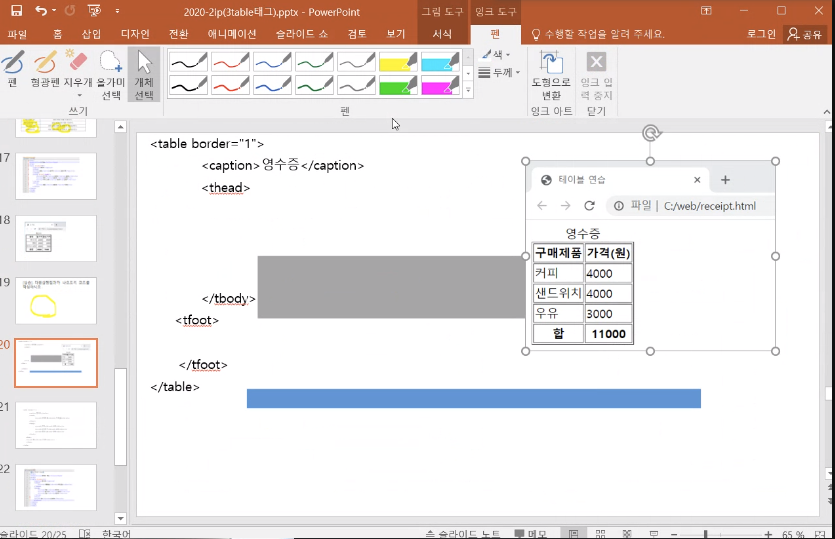 2020-2ip(3table태그).pptx - PowerPoint
그림 도구
잉크 도구
파일 홈 삽입 디자인 전환 애니메이션 슬라이드 쇼 검토 보기 서식 펜 수행할 작업을 알려 주세요. 로그인 공유
펜 형광펜 지우개 올가미 선택 개체 선택
쓰기
펜
색
두께
도형으로 변환
잉크 입력 중지
잉크 아트 닫기
17
18
19
20
21
22
<table border="1">
<caption>영수증</caption>
<thead>
</tbody>
<tfoot>
</tfoot>
</table>
테이블 연습
파일 | C:/web/receipt.html
영수증
구매제품 가격(원)
커피 4000
샌드위치 4000
우유 3000
합 11000
슬라이드 20/25 한국어 슬라이드 노트 메모 65 %